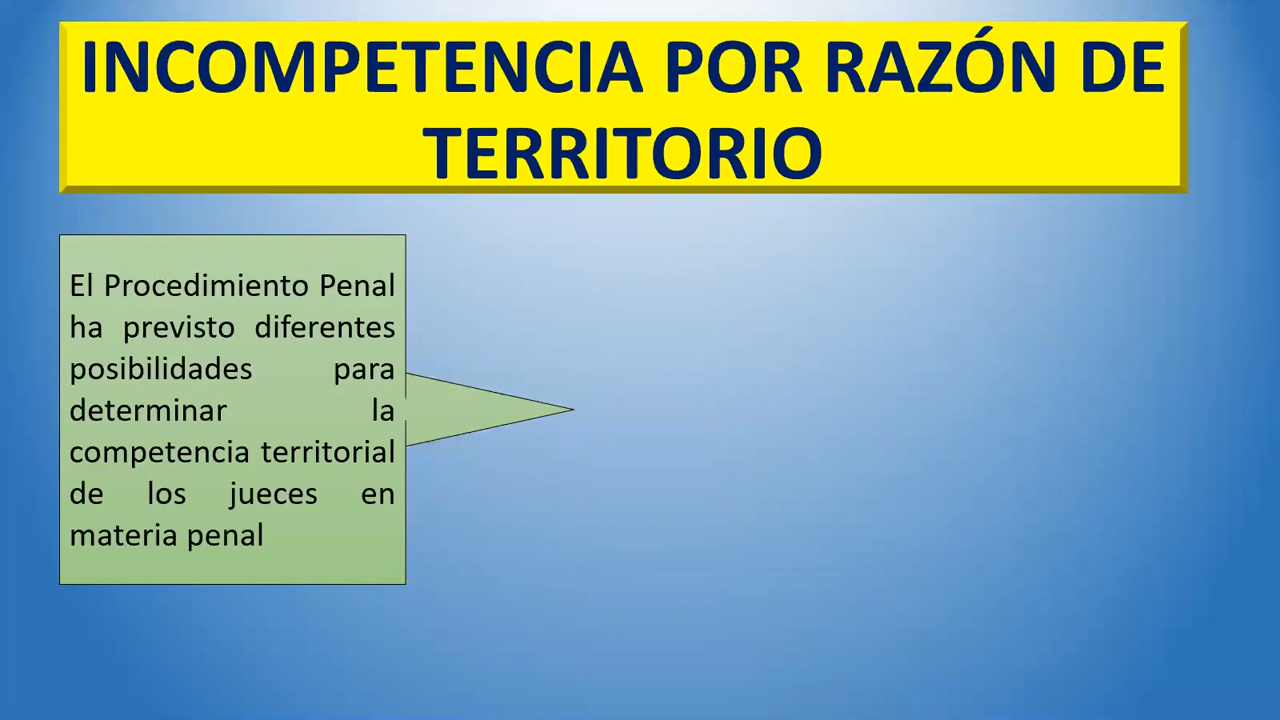 INCOMPETENCIA POR RAZÓN DE
TERRITORIO
El Procedimiento Penal
ha previsto diferentes
posibilidades para
determinar la
competencia territorial
de los jueces en
materia penal